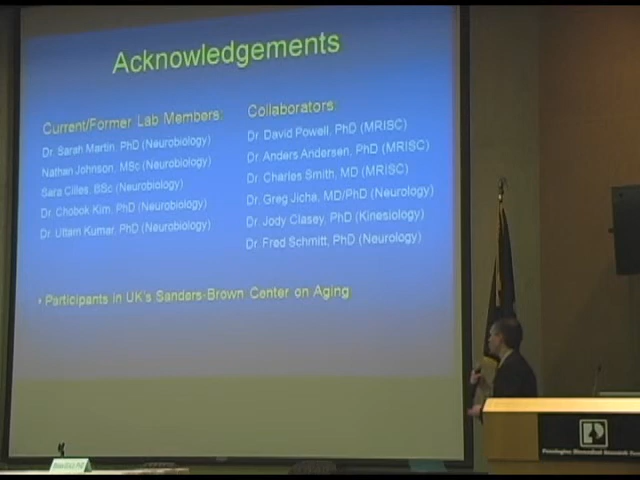 Acknowledgements
Current/Former Lab Members:
Dr. Sarah Martin, PhD (Neurobiology)
Nathan Johnson, MSc (Neurobiology)
Sara Cilles, BSc (Neurobiology)
Dr. Chobok Kim, PhD (Neurobiology)
Dr. Uttam Kumar, PhD (Neurobiology)
Collaborators:
Dr. David Powell, PhD (MRISC)
Dr. Anders Andersen, PhD (MRISC)
Dr. Charles Smith, MD (MRISC)
Dr. Greg Jicha, MD/PhD (Neurology)
Dr. Jody Clasey, PhD (Kinesiology)
Dr. Fred Schmitt, PhD (Neurology)
• Participants in UK's Sanders-Brown Center on Aging
Pennington Biomedical Research